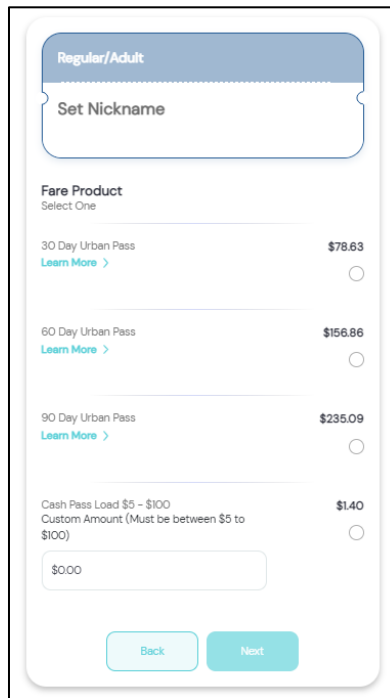 Regular/Adult
Set Nickname
Fare Product
Select One
30 Day Urban Pass $78.63
Learn More >
60 Day Urban Pass $156.86
Learn More >
90 Day Urban Pass $235.09
Learn More >
Cash Pass Load $5 - $100 $1.40
Custom Amount (Must be between $5 to
$100)
$0.00
Back Next